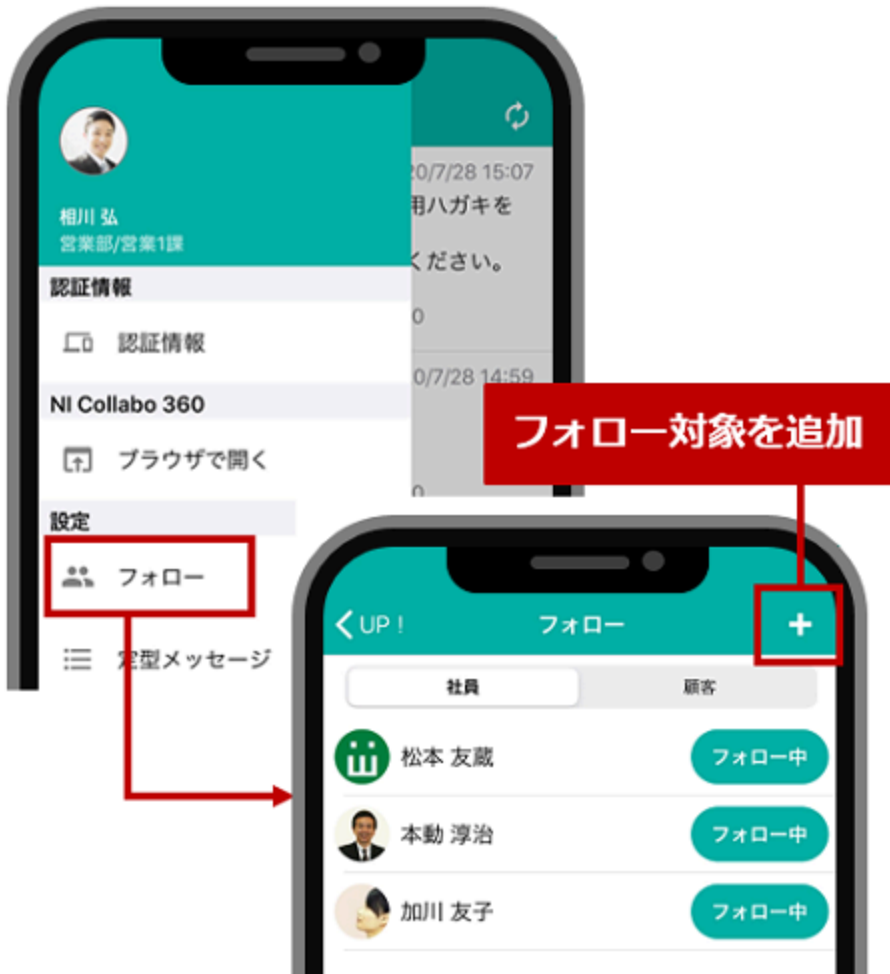 相川 弘
営業部/営業1課
認証情報
認証情報
NI Collabo 360
ブラウザで開く
設定
フォロー
定型メッセージ
20/7/28 15:07
用ハガキを
ください。
0
0/7/28 14:59
0
フォロー対象を追加
UP !
フォロー
社員
顧客
松本 友蔵
フォロー中
本動 淳治
フォロー中
加川 友子
フォロー中